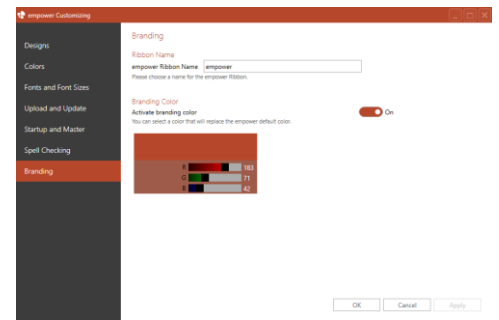 empower Customizing
Designs
Colors
Fonts and Font Sizes
Upload and Update
Startup and Master
Spell Checking
Branding
Branding
Ribbon Name
empower Ribbon Name empower
Please choose a name for the empower Ribbon.
Branding Color
Activate branding color
On
You can select a color that will replace the empower default color.
R 183
G 71
B 42
OK Cancel Apply